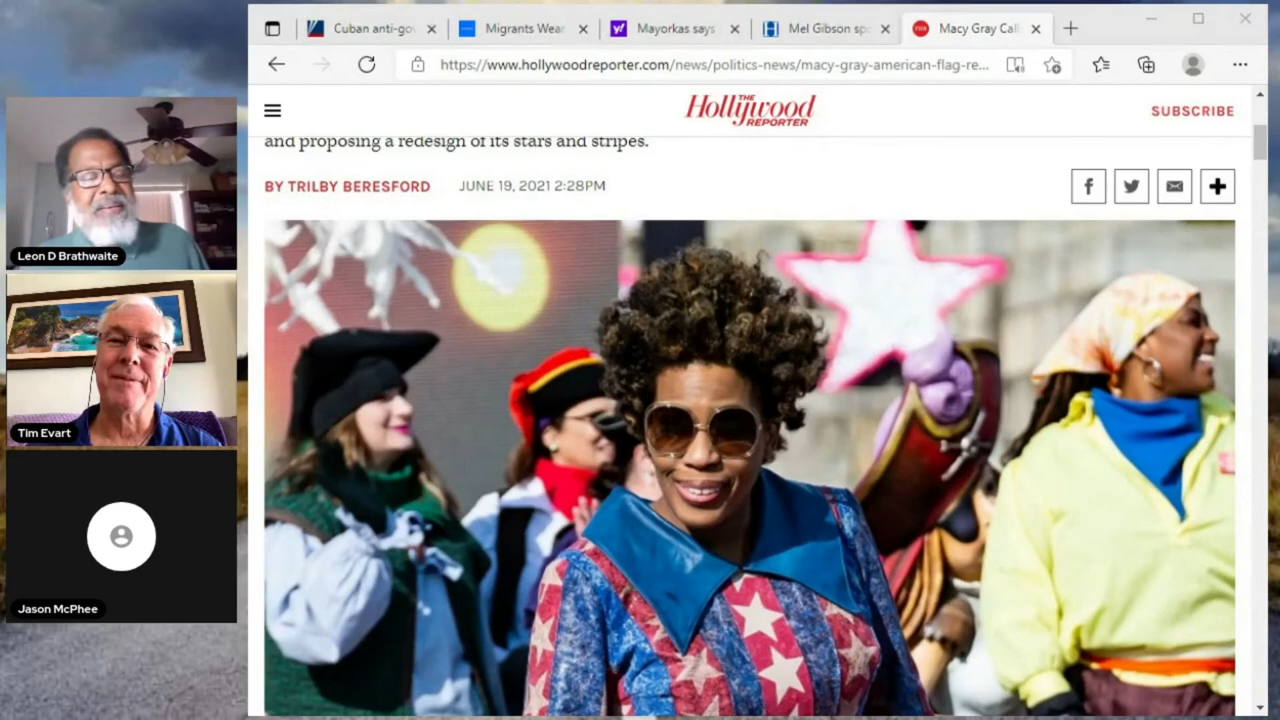 Cuban anti-gov
Migrants Wear
Mayorkas says
Mel Gibson spo
Macy Gray Call
https://www.hollywoodreporter.com/news/politics-news/macy-gray-american-flag-re...
THE
Hollywood
REPORTER
SUBSCRIBE
and proposing a redesign of its stars and stripes.
BY TRILBY BERESFORD JUNE 19, 2021 2:28PM
Leon D Brathwaite
Tim Evart
Jason McPhee